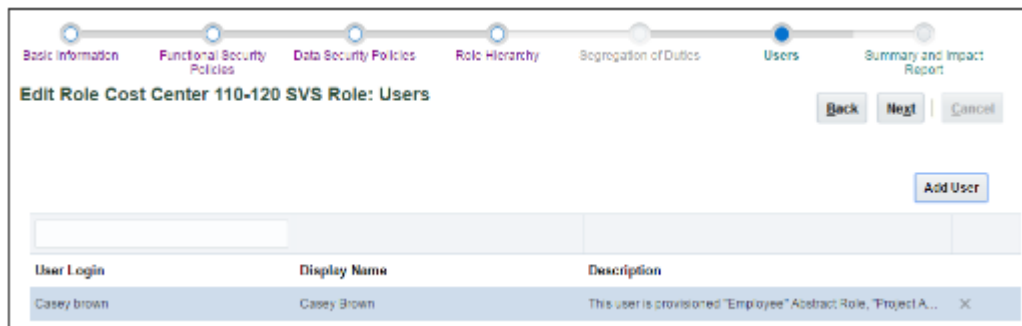 Basic Information Functional Security Data Security Policies Role Hierarchy Segregation of Duties Users Summary and Impact
Policies Report
Edit Role Cost Center 110-120 SVS Role: Users
Back Next Cancel
Add User
User Login Display Name Description
Casey brown Casey Brown This user is provisioned "Employee" Abstract Role, "Project A...